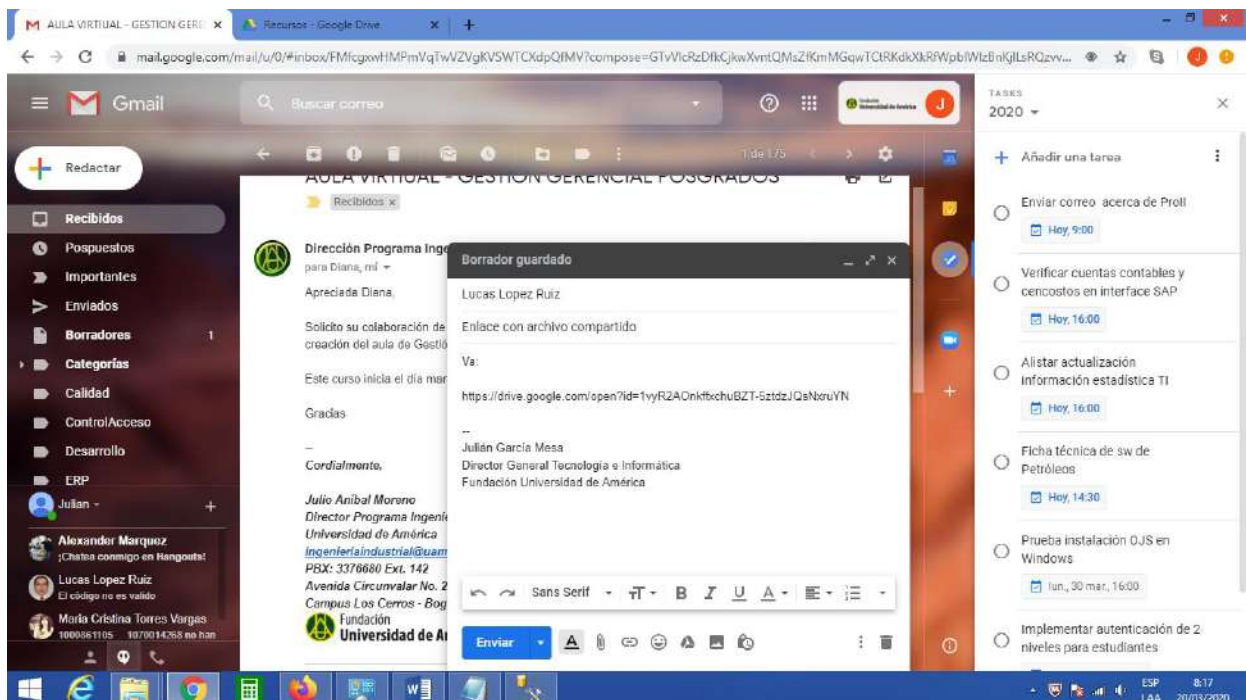 AULA VIRTIUAL - GESTION GERE
Recursos - Google Drive
mail.google.com/mail/u/0/#inbox/
Gmail
Buscar correo
Fundación Universidad de América
J
TASKS
2020
Redactar
1 de 175
Añadir una tarea
AULA VIRTIUAL - GESTION GERENCIAL POSGRADOS
Recibidos x
Recibidos
Pospuestos
Importantes
Enviados
Borradores 1
Categorías
Calidad
ControlAcceso
Desarrollo
ERP
Julian
Alexander Marquez
¡Chatea conmigo en Hangouts!
Lucas Lopez Ruiz
El código no es valido
Maria Cristina Torres Vargas
1000861105 1070014268 no han
Dirección Programa Inge
para Diana, mí
Apreciada Diana,
Solicito su colaboración de
creación del aula de Gestió
Este curso inicia el día mar
Gracias
--
Cordialmente,
Julio Aníbal Moreno
Director Programa Ingenie
Universidad de América
ingenieriaindustrial@uam
PBX: 3376680 Ext. 142
Avenida Circunvalar No. 2
Campus Los Cerros - Bog
Fundación
Universidad de A
Borrador guardado
Lucas Lopez Ruiz
Enlace con archivo compartido
Va:
https://drive.google.com/open?id=1vyR2AOnkftxchuBZT-5ztdzJQsNxruYN
--
Julián García Mesa
Director General Tecnología e Informática
Fundación Universidad de América
Sans Serif
B I U A
Enviar
Enviar correo acerca de ProII
Hoy, 9:00
Verificar cuentas contables y
cencostos en interface SAP
Hoy, 16:00
Alistar actualización
información estadística TI
Hoy, 16:00
Ficha técnica de sw de
Petróleos
Hoy, 14:30
Prueba instalación OJS en
Windows
lun., 30 mar., 16:00
Implementar autenticación de 2
niveles para estudiantes
ESP
LAA
8:17
20/03/2020